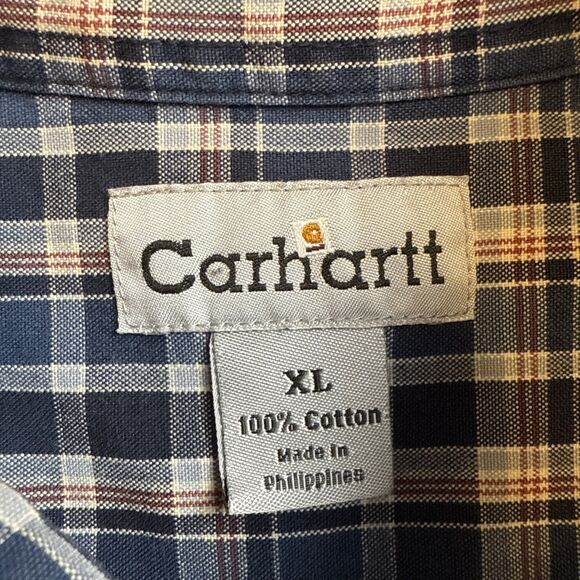 Carhartt
XL
100% Cotton
Made in
Philippines